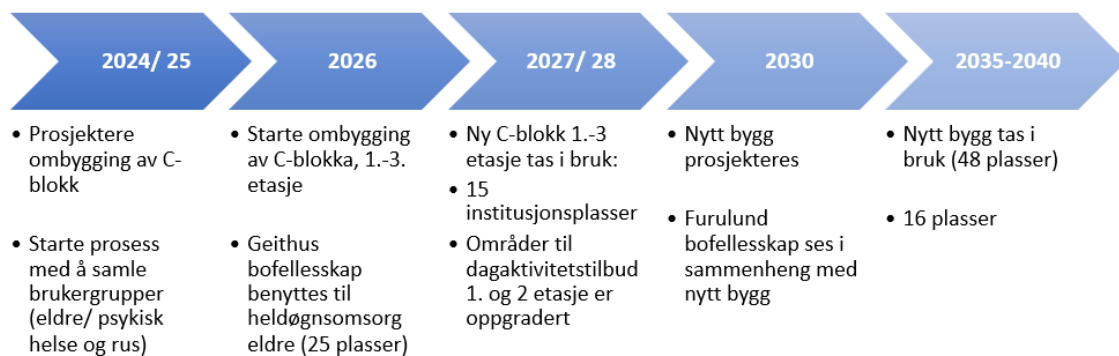 2024/ 25
• Prosjektere
ombygging av C-
blokk
• Starte prosess
med å samle
brukergrupper
(eldre/ psykisk
helse og rus)
2026
• Starte ombygging
av C-blokka, 1.-3.
etasje
• Geithus
bofellesskap
benyttes til
heldøgnsomsorg
eldre (25 plasser)
2027/ 28
• Ny C-blokk 1.-3
etasje tas i bruk:
• 15
institusjonsplasser
• Områder til
dagaktivitetstilbud
1. og 2 etasje er
oppgradert
2030
• Nytt bygg
prosjekteres
• Furulund
bofellesskap ses i
sammenheng med
nytt bygg
2035-2040
• Nytt bygg tas i
bruk (48 plasser)
• 16 plasser